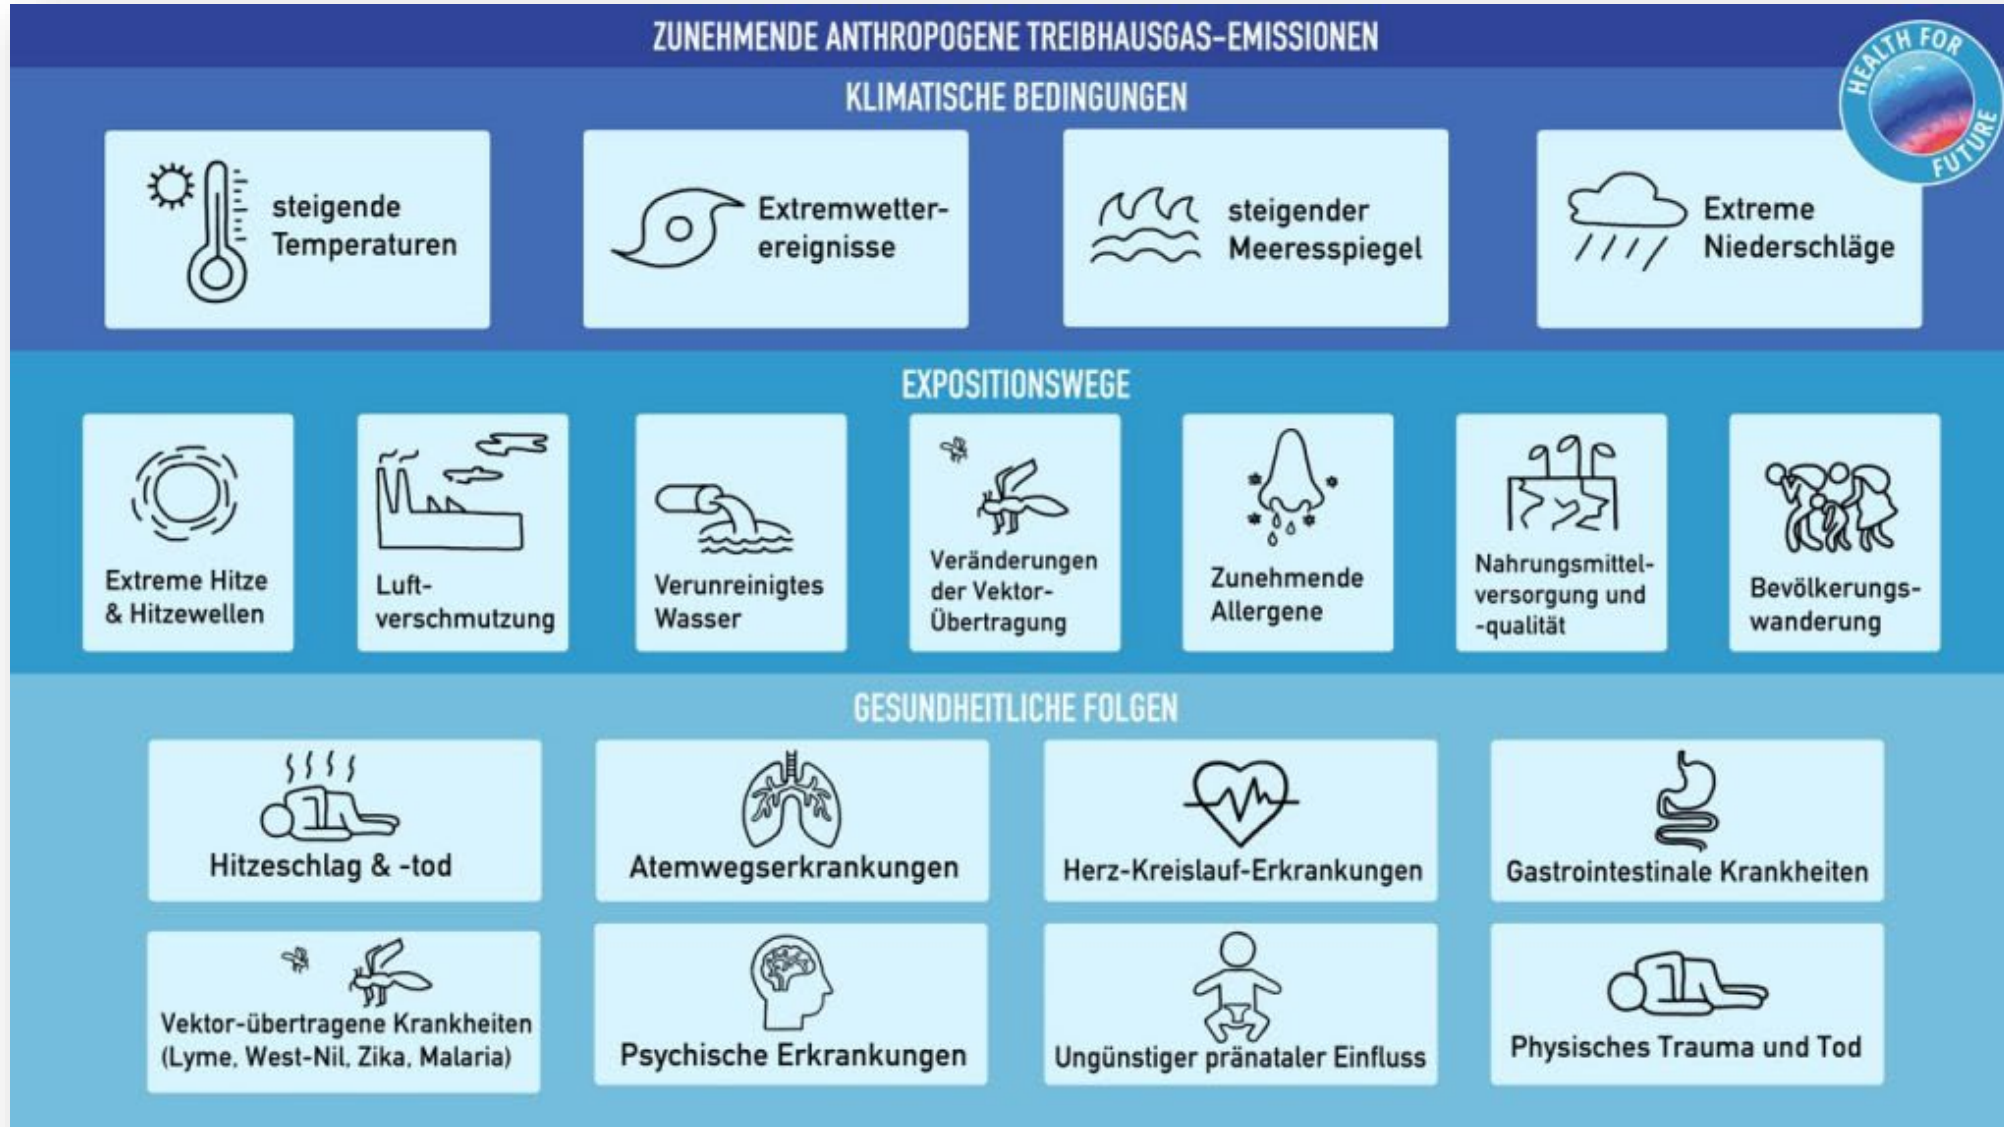 ZUNEHMENDE ANTHROPOGENE TREIBHAUSGAS-EMISSIONEN
HEALTH FOR
FUTURE
KLIMATISCHE BEDINGUNGEN
steigende
Temperaturen
Extremwetter-
ereignisse
steigender
Meeresspiegel
Extreme
Niederschläge
EXPOSITIONSWEGE
Extreme Hitze
& Hitzewellen
Luft-
verschmutzung
Verunreinigtes
Wasser
Veränderungen
der Vektor-
Übertragung
Zunehmende
Allergene
Nahrungsmittel-
versorgung und
-qualität
Bevölkerungs-
wanderung
GESUNDHEITLICHE FOLGEN
Hitzeschlag & -tod
Atemwegserkrankungen
Herz-Kreislauf-Erkrankungen
Gastrointestinale Krankheiten
Vektor-übertragene Krankheiten
(Lyme, West-Nil, Zika, Malaria)
Psychische Erkrankungen
Ungünstiger pränataler Einfluss
Physisches Trauma und Tod